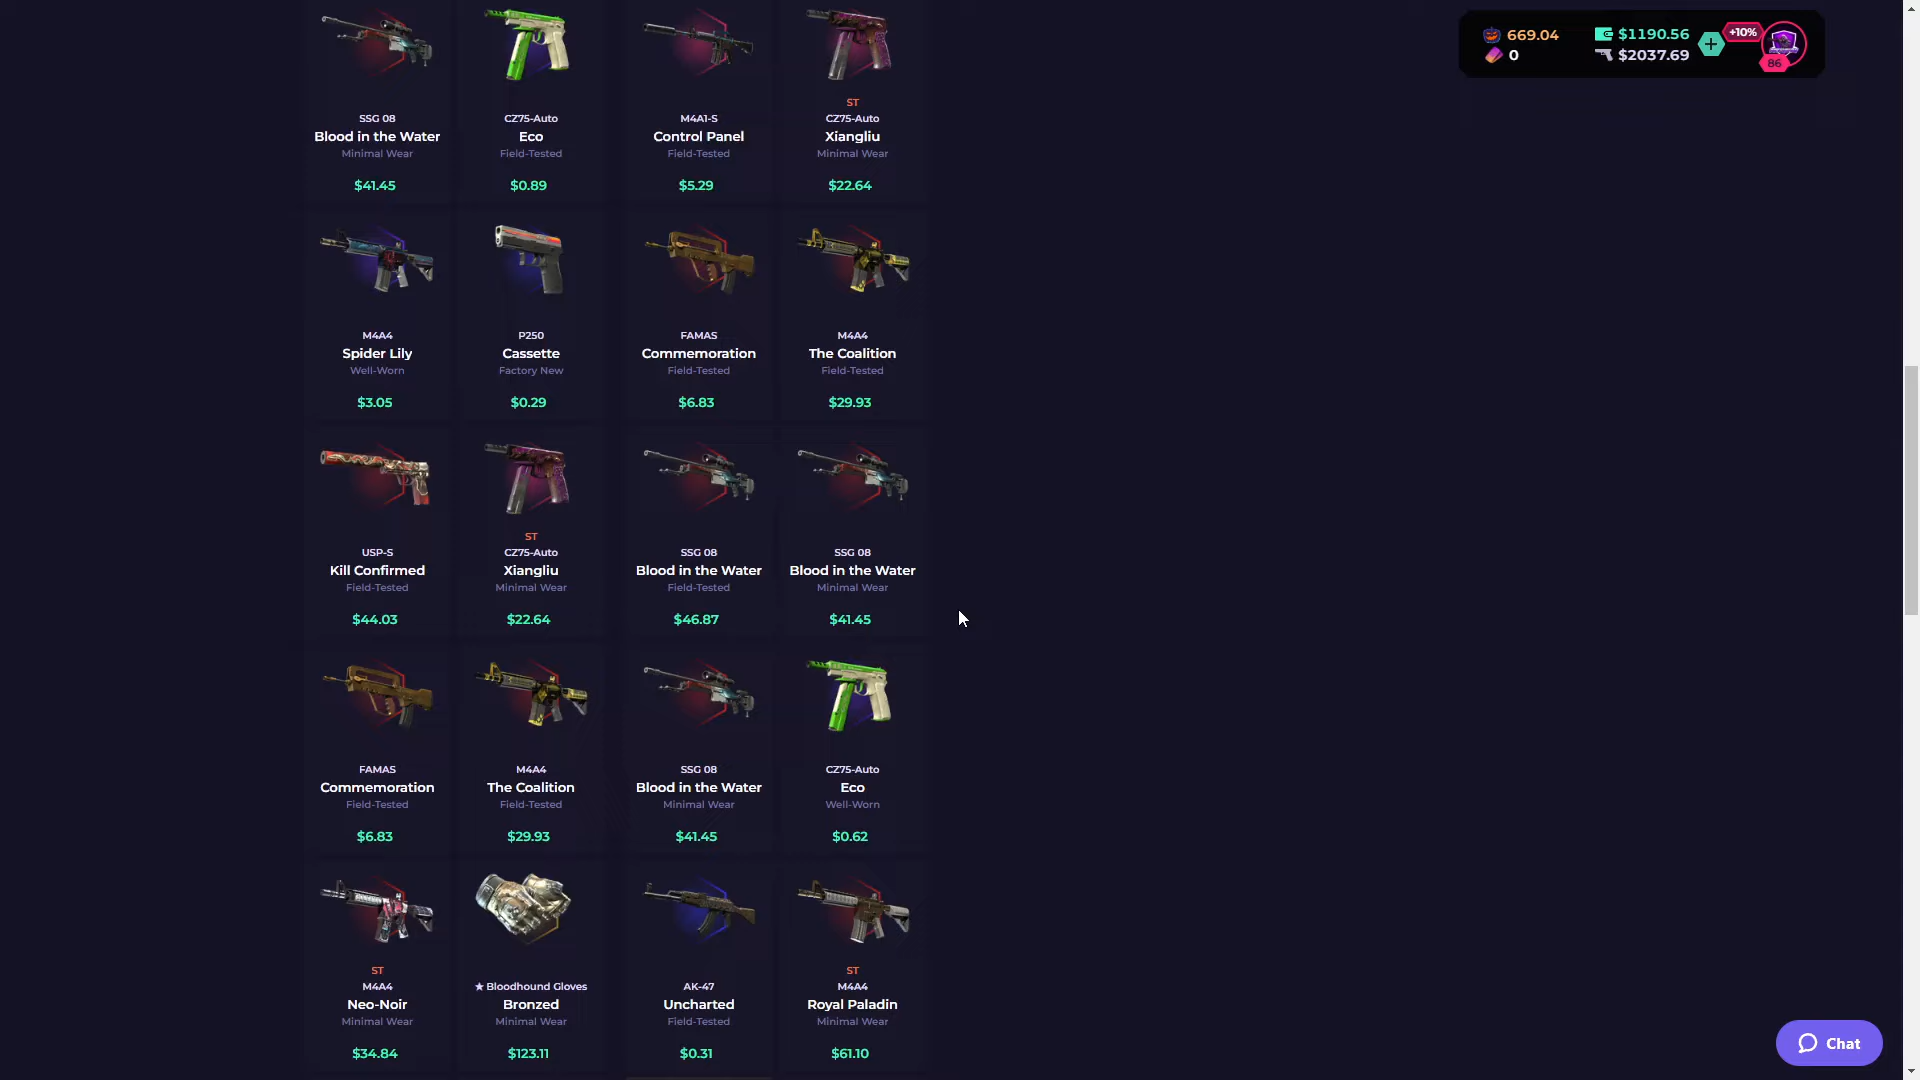 669.04
$1190.56
+10%
0
$2037.69
86
SSG 08
Blood in the Water
Minimal Wear
$41.45
CZ75-Auto
Eco
Field-Tested
$0.89
M4A1-S
Control Panel
Field-Tested
$5.29
ST
CZ75-Auto
Xiangliu
Minimal Wear
$22.64
M4A4
Spider Lily
Well-Worn
$3.05
P250
Cassette
Factory New
$0.29
FAMAS
Commemoration
Field-Tested
$6.83
M4A4
The Coalition
Field-Tested
$29.93
USP-S
Kill Confirmed
Field-Tested
$44.03
ST
CZ75-Auto
Xiangliu
Minimal Wear
$22.64
SSG 08
Blood in the Water
Field-Tested
$46.87
SSG 08
Blood in the Water
Minimal Wear
$41.45
FAMAS
Commemoration
Field-Tested
$6.83
M4A4
The Coalition
Field-Tested
$29.93
SSG 08
Blood in the Water
Minimal Wear
$41.45
CZ75-Auto
Eco
Well-Worn
$0.62
ST
M4A4
Neo-Noir
Minimal Wear
$34.84
★ Bloodhound Gloves
Bronzed
Minimal Wear
$123.11
AK-47
Uncharted
Field-Tested
$0.31
ST
M4A4
Royal Paladin
Minimal Wear
$61.10
Chat